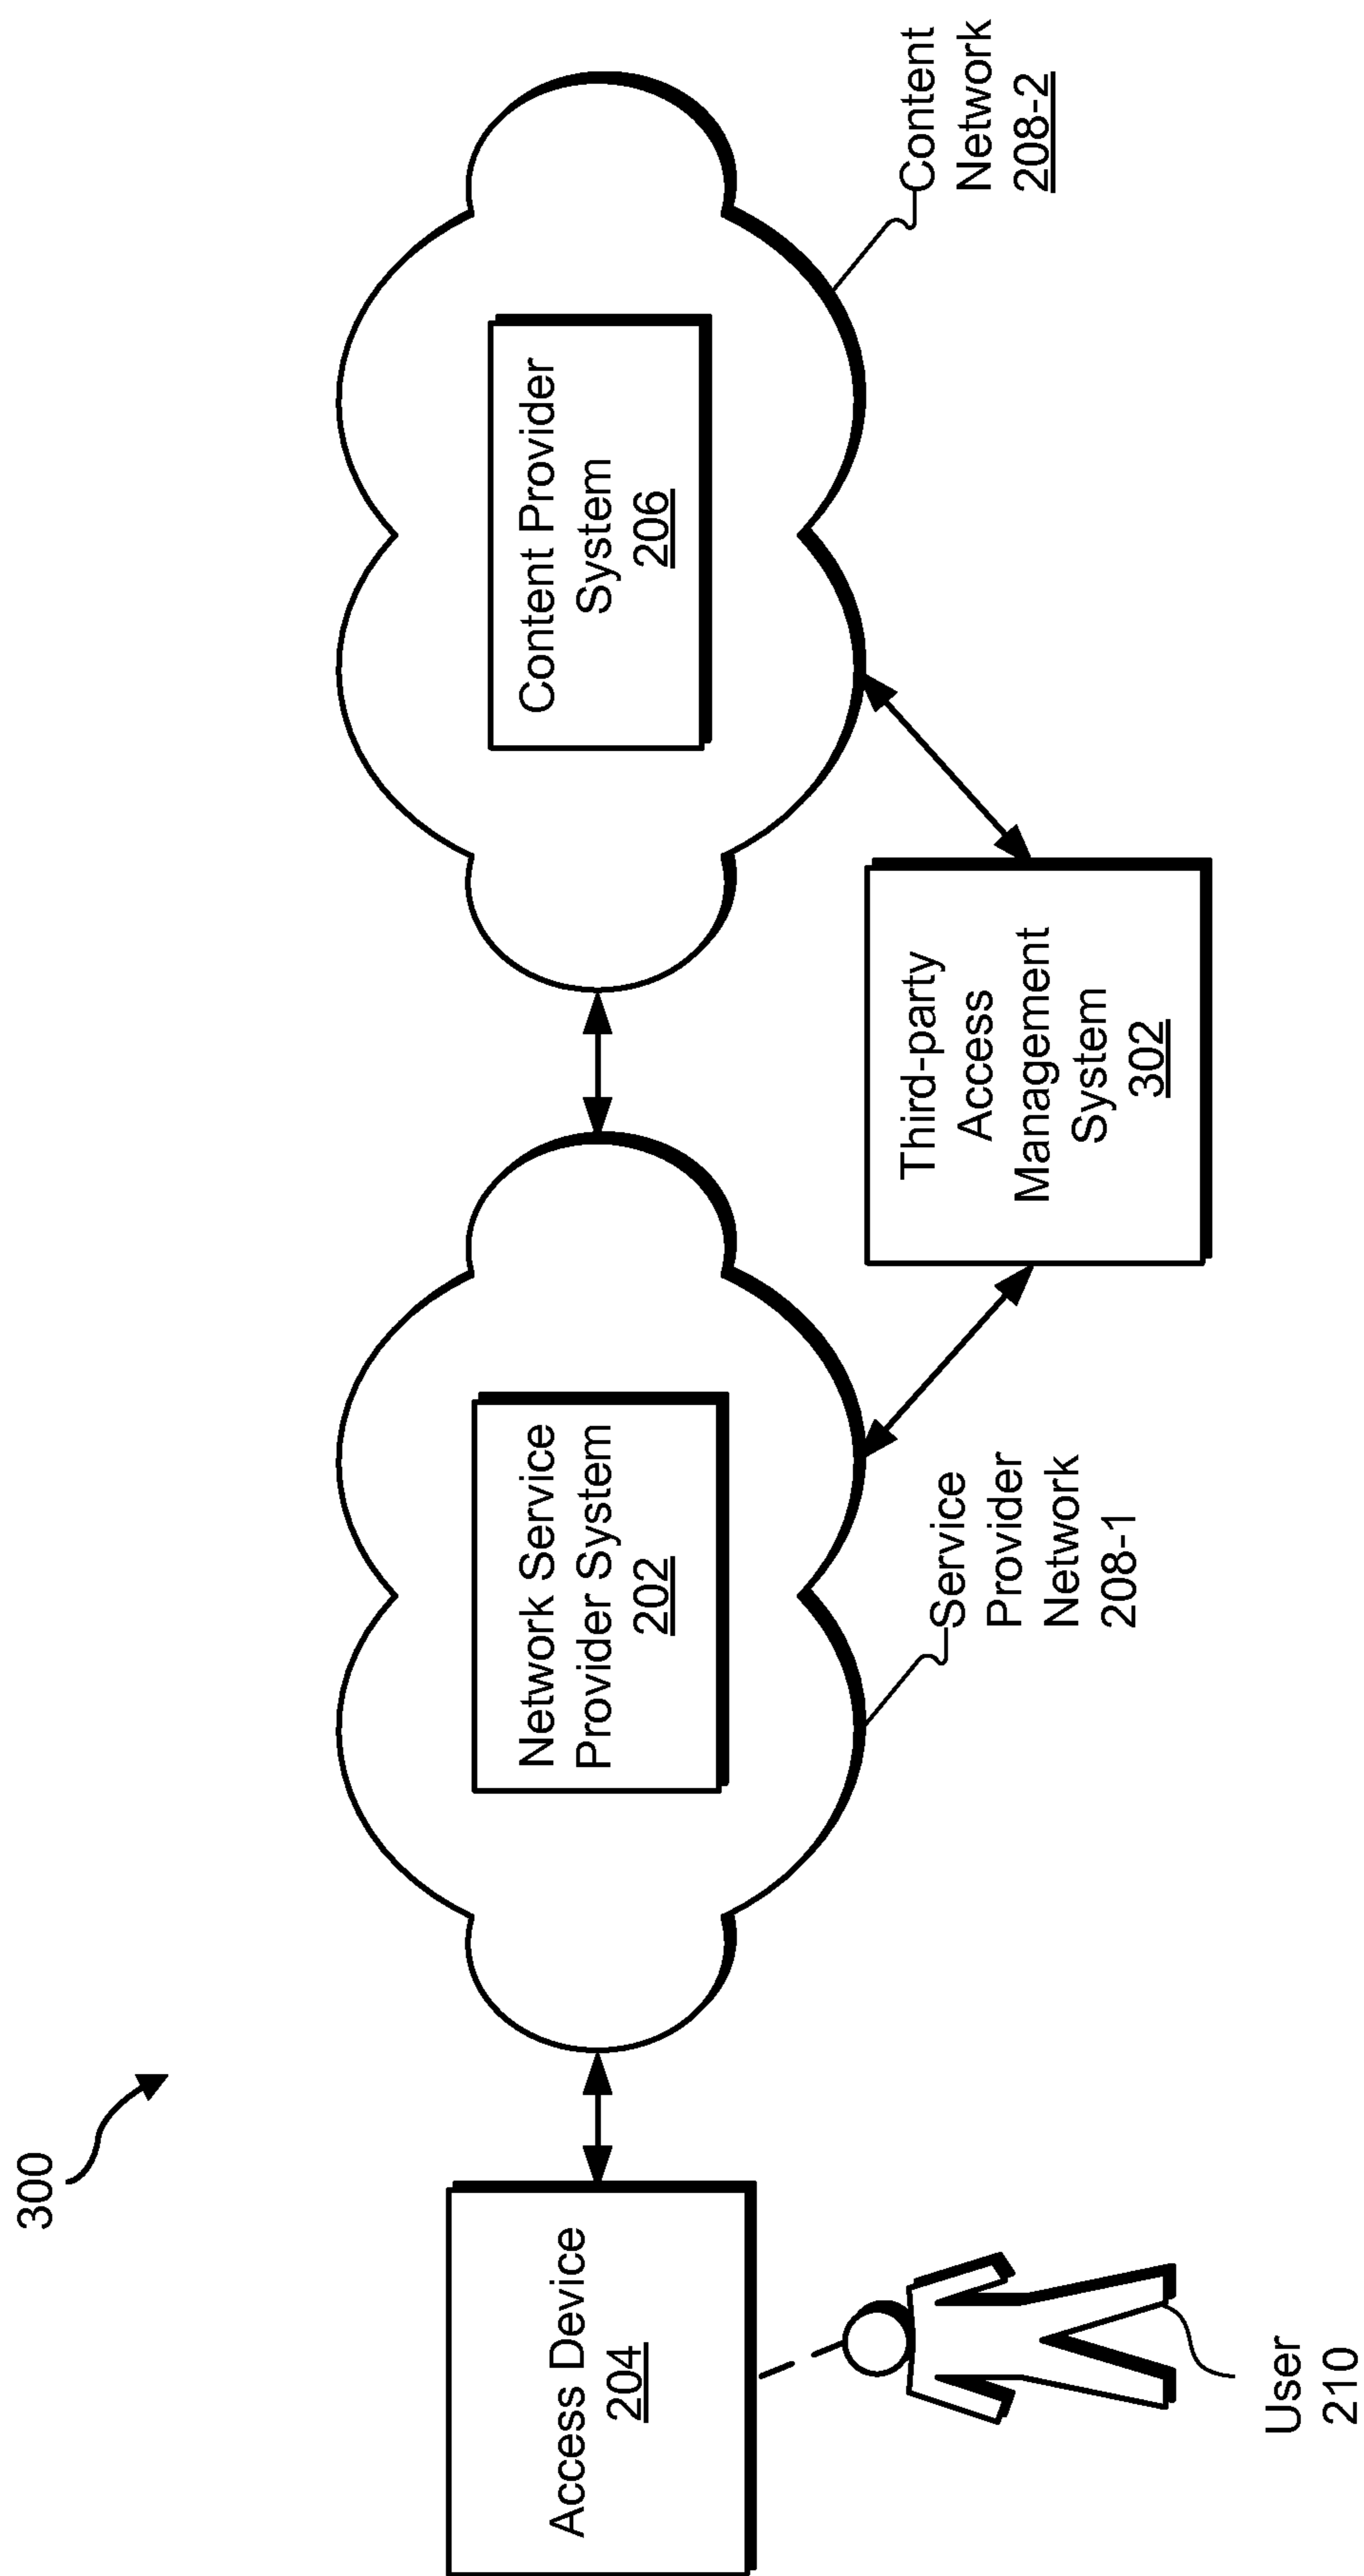 300
Access Device
204
User
210
Network Service
Provider System
202
Service
Provider
Network
208-1
Third-party
Access
Management
System
302
Content Provider
System
206
Content
Network
208-2